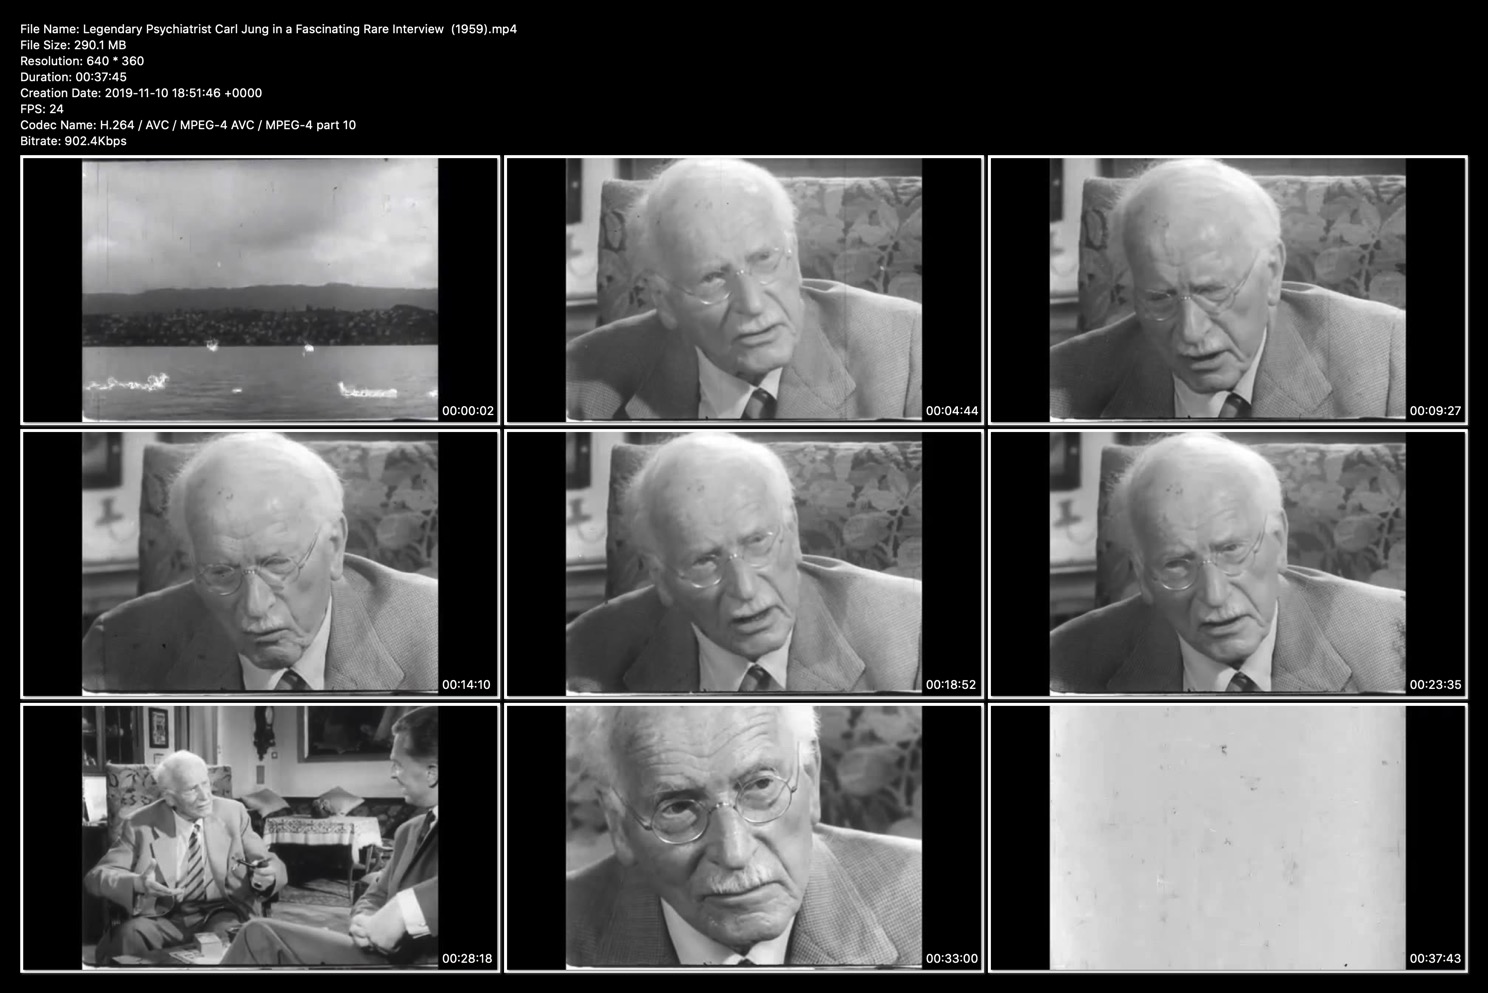 File Name: Legendary Psychiatrist Carl Jung in a Fascinating Rare Interview  (1959).mp4
File Size: 290.1 MB
Resolution: 640 * 360
Duration: 00:37:45
Creation Date: 2019-11-10 18:51:46 +0000
FPS: 24
Codec Name: H.264 / AVC / MPEG-4 AVC / MPEG-4 part 10
Bitrate: 902.4Kbps
00:00:02
00:04:44
00:09:27
00:14:10
00:18:52
00:23:35
00:28:18
00:33:00
00:37:43